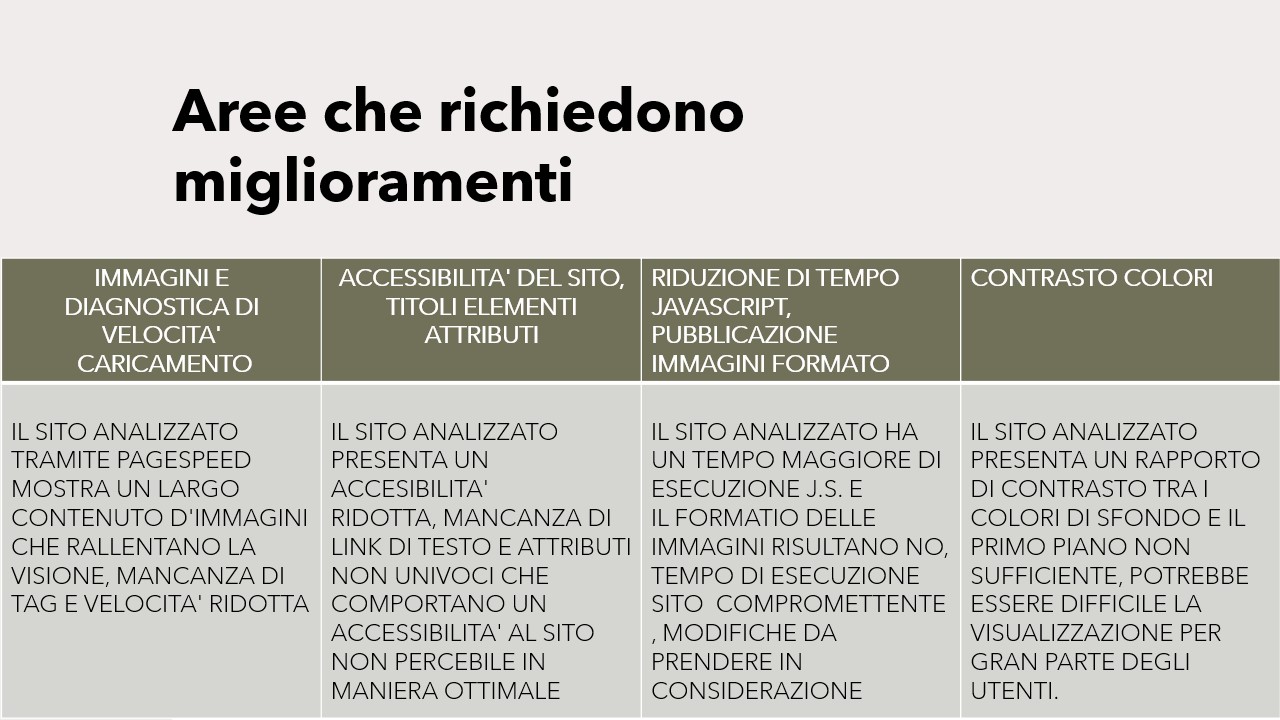 Aree che richiedono
miglioramenti
IMMAGINI E
DIAGNOSTICA DI
VELOCITA'
CARICAMENTO
ACCESSIBILITA' DEL SITO,
TITOLI ELEMENTI
ATTRIBUTI
RIDUZIONE DI TEMPO
JAVASCRIPT,
PUBBLICAZIONE
IMMAGINI FORMATO
CONTRASTO COLORI
IL SITO ANALIZZATO
TRAMITE PAGESPEED
MOSTRA UN LARGO
CONTENUTO D'IMMAGINI
CHE RALLENTANO LA
VISIONE, MANCANZA DI
TAG E VELOCITA' RIDOTTA
IL SITO ANALIZZATO
PRESENTA UN
ACCESIBILITA'
RIDOTTA, MANCANZA DI
LINK DI TESTO E ATTRIBUTI
NON UNIVOCI CHE
COMPORTANO UN
ACCESSIBILITA' AL SITO
NON PERCEBILE IN
MANIERA OTTIMALE
IL SITO ANALIZZATO HA
UN TEMPO MAGGIORE DI
ESECUZIONE J.S. E
IL FORMATIO DELLE
IMMAGINI RISULTANO NO,
TEMPO DI ESECUZIONE
SITO  COMPROMETTENTE
, MODIFICHE DA
PRENDERE IN
CONSIDERAZIONE
IL SITO ANALIZZATO
PRESENTA UN RAPPORTO
DI CONTRASTO TRA I
COLORI DI SFONDO E IL
PRIMO PIANO NON
SUFFICIENTE, POTREBBE
ESSERE DIFFICILE LA
VISUALIZZAZIONE PER
GRAN PARTE DEGLI
UTENTI.